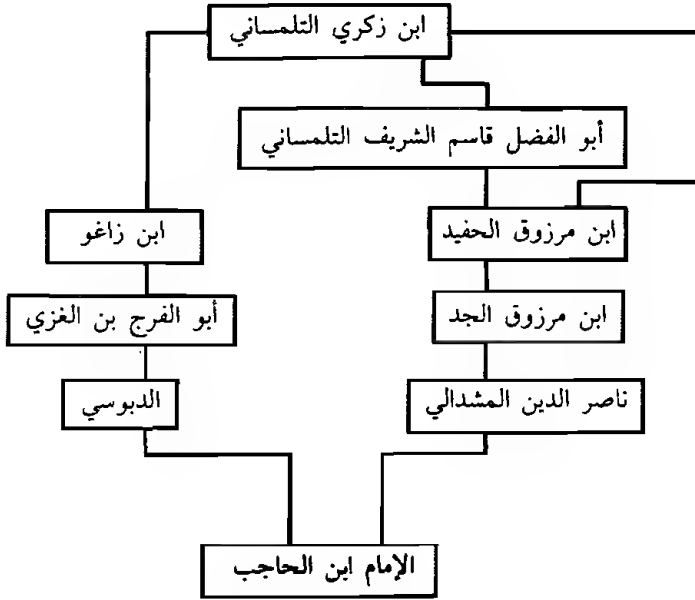 ابن زكري التلمساني
أبو الفضل قاسم الشريف التلمساني
ابن مرزوق الحفيد
ابن زاغو
ابن مرزوق الجد
أبو الفرج بن الغزي
ناصر الدين المشدالي
الدبوسي
الإمام ابن الحاجب